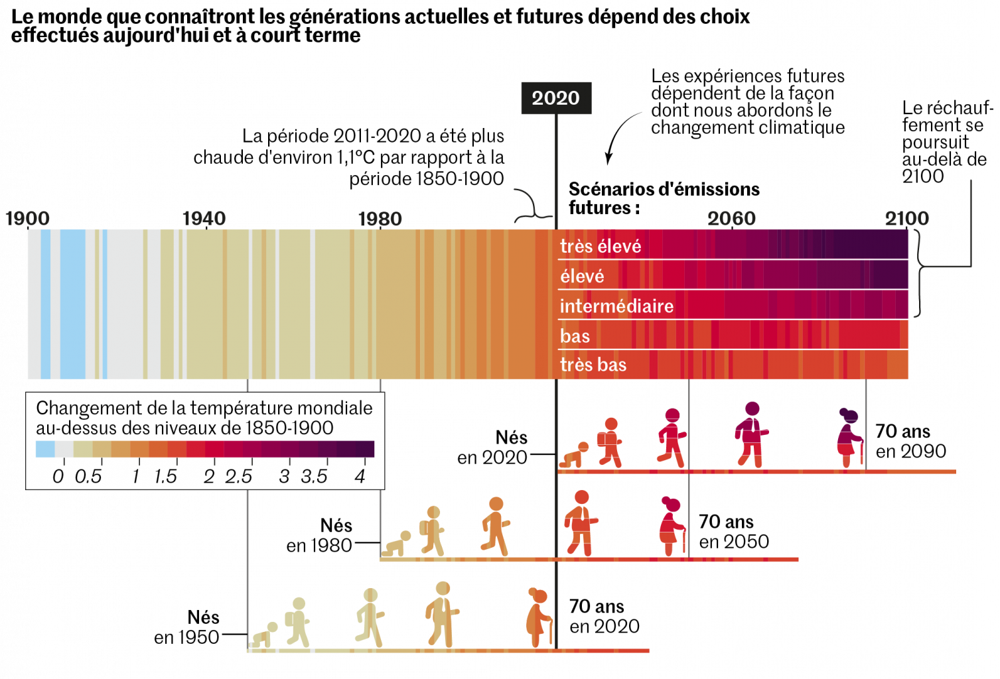 Le monde que connaîtront les générations actuelles et futures dépend des choix
effectués aujourd'hui et à court terme
Les expériences futures
dépendent de la façon
dont nous abordons le
changement climatique
2020
Le réchauf-
fement se
poursuit
au-delà de
2100
La période 2011-2020 a été plus
chaude d'environ 1,1°C par rapport à la
période 1850-1900
Scénarios d'émissions
futures :
1900
1940
1980
2060
2100
très élevé
élevé
intermédiaire
bas
très bas
Changement de la température mondiale
au-dessus des niveaux de 1850-1900
0 0.5 1 1.5 2 2.5 3 3.5 4
Nés
en 2020
70 ans
en 2090
Nés
en 1980
70 ans
en 2050
Nés
en 1950
70 ans
en 2020